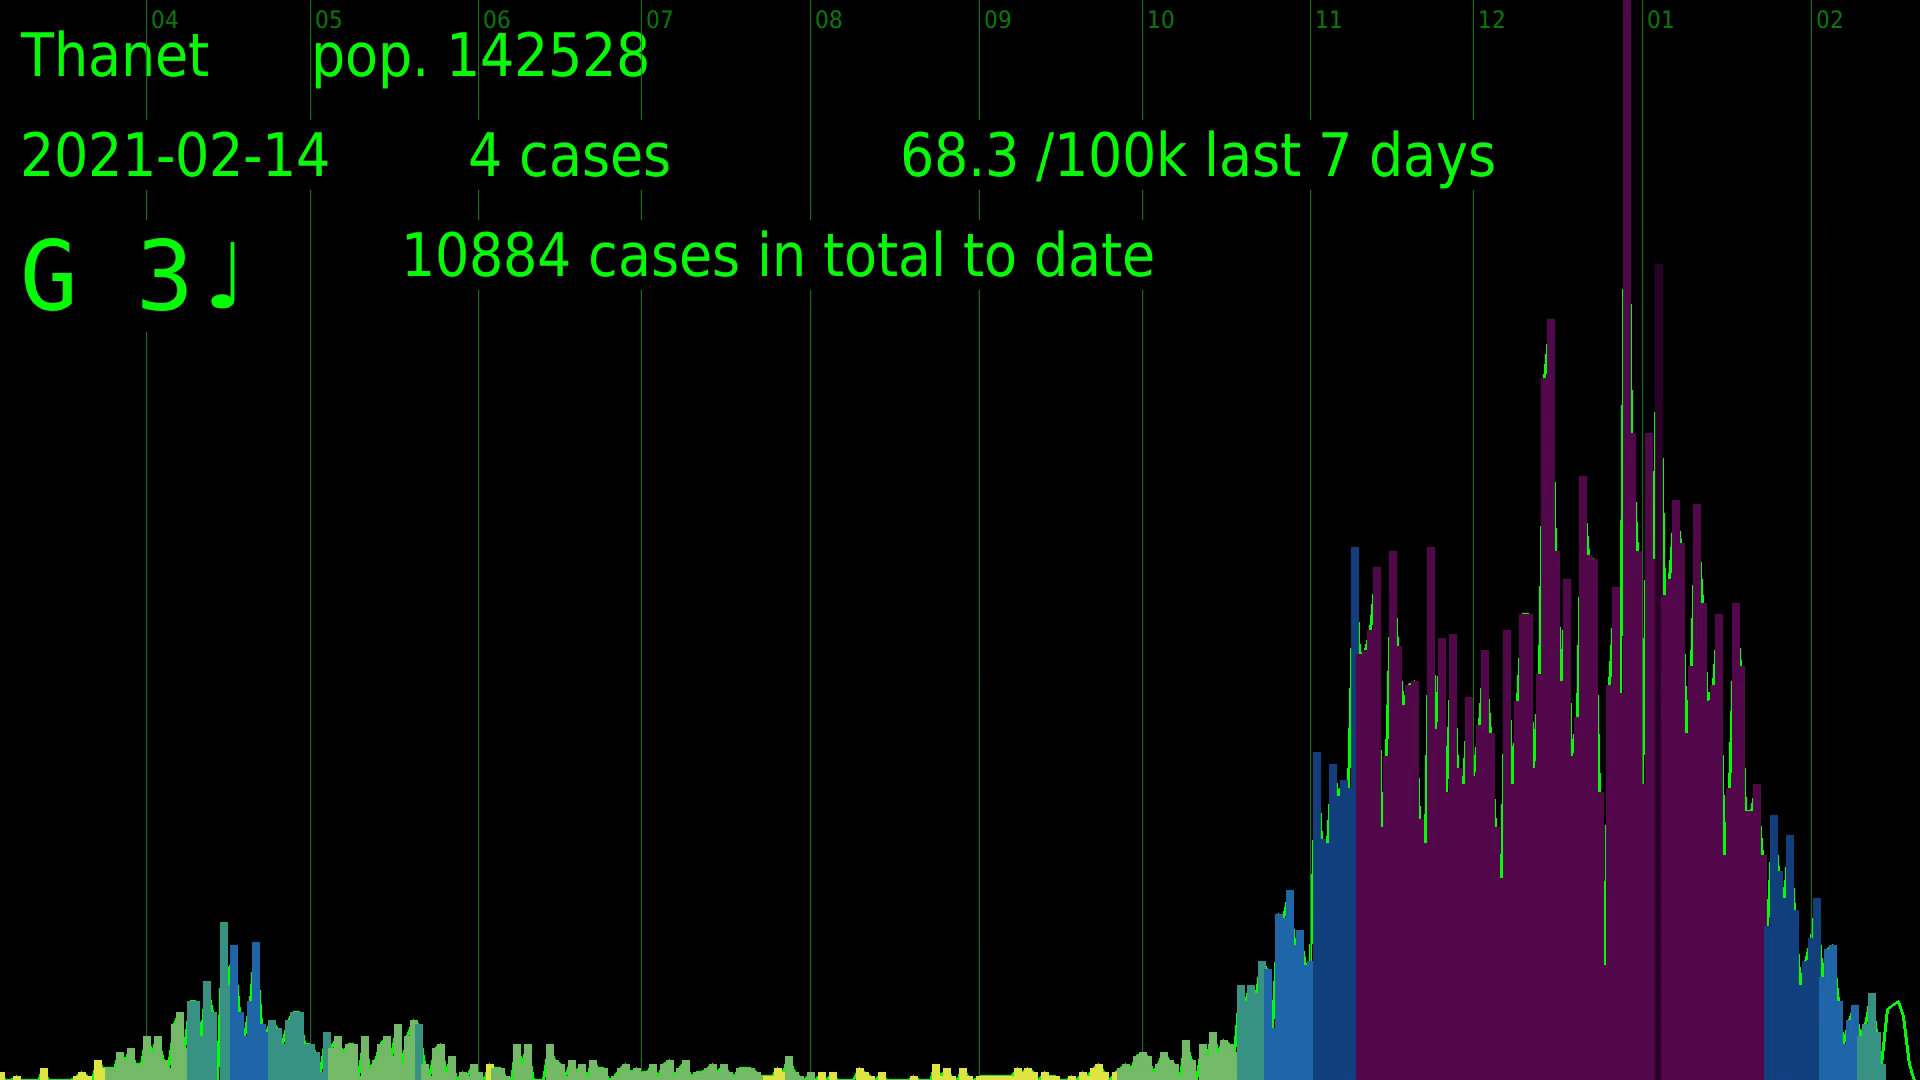 04 05 06 07 08 09 10 11 12 01 02
Thanet pop. 142528
2021-02-14 4 cases 68.3 /100k last 7 days
G 3♩ 10884 cases in total to date